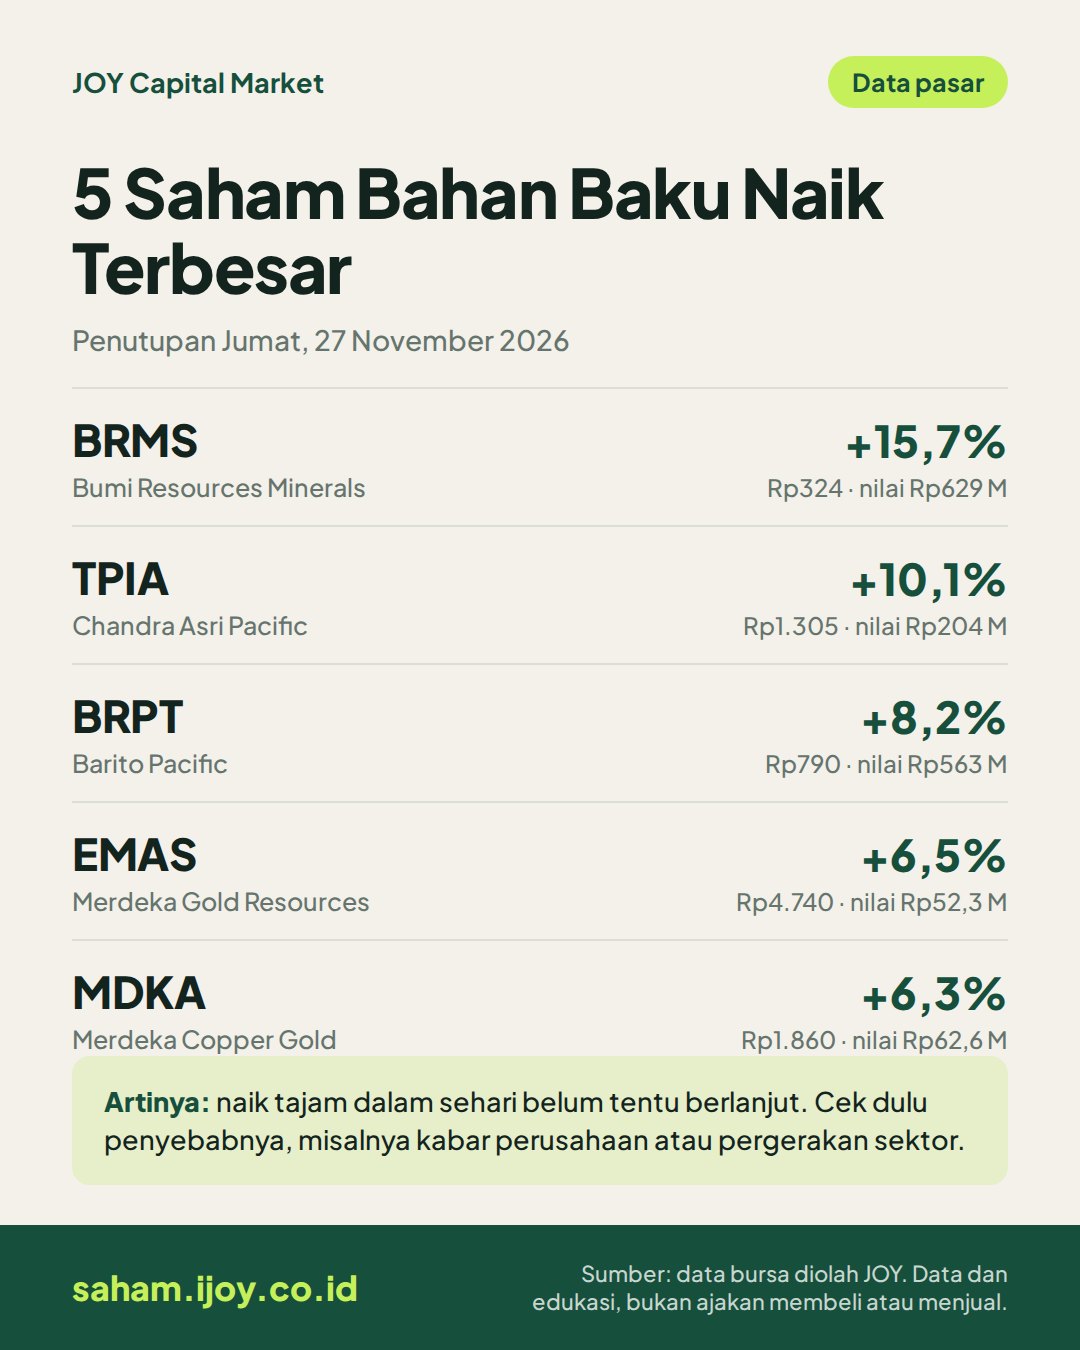 JOY Capital Market
Data pasar
5 Saham Bahan Baku Naik
Terbesar
Penutupan Jumat, 27 November 2026
BRMS
+15,7%
Bumi Resources Minerals
Rp324 · nilai Rp629 M
TPIA
+10,1%
Chandra Asri Pacific
Rp1.305 · nilai Rp204 M
BRPT
+8,2%
Barito Pacific
Rp790 · nilai Rp563 M
EMAS
+6,5%
Merdeka Gold Resources
Rp4.740 · nilai Rp52,3 M
MDKA
+6,3%
Merdeka Copper Gold
Rp1.860 · nilai Rp62,6 M
Artinya: naik tajam dalam sehari belum tentu berlanjut. Cek dulu
penyebabnya, misalnya kabar perusahaan atau pergerakan sektor.
saham.ijoy.co.id
Sumber: data bursa diolah JOY. Data dan
edukasi, bukan ajakan membeli atau menjual.